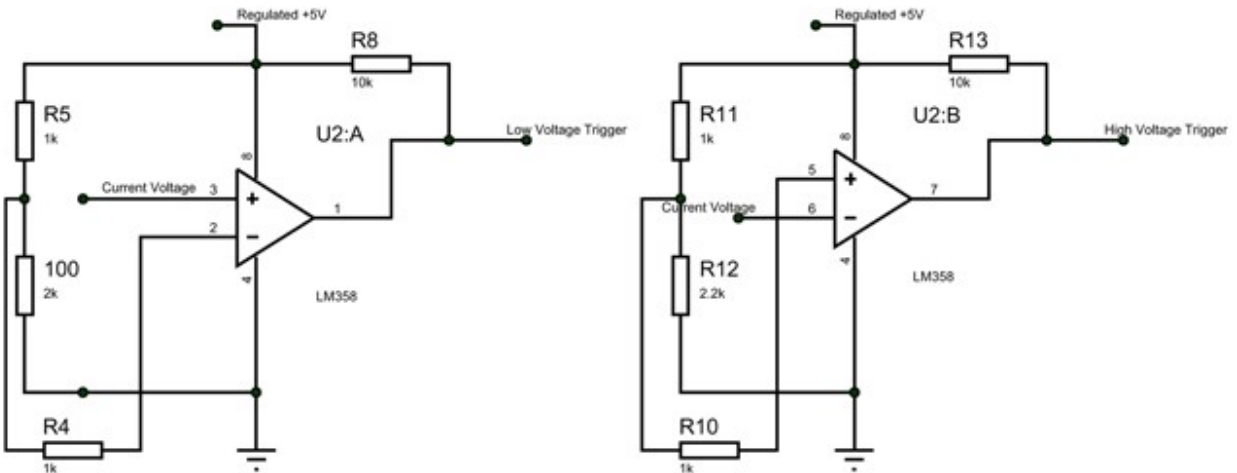 Regulated +5V
R8
10k
R5
1k
U2:A
8
Low Voltage Trigger
Current Voltage
3
+
1
2
−
100
2k
4
LM358
R4
1k
Regulated +5V
R13
10k
R11
1k
U2:B
8
High Voltage Trigger
5
+
7
Current Voltage
6
−
R12
2.2k
4
LM358
R10
1k